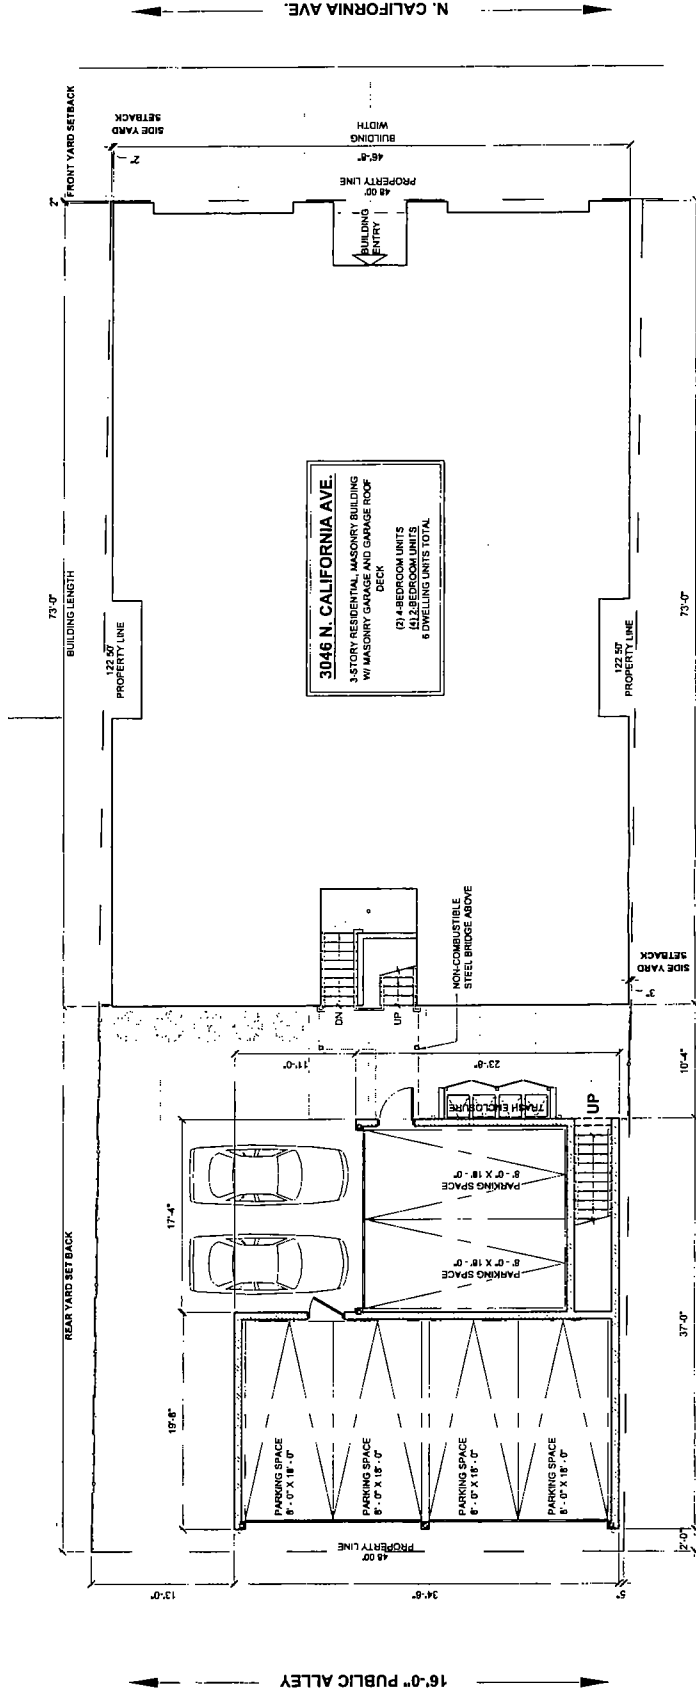 N. CALIFORNIA AVE.
FRONT YARD SETBACK
2"
SIDE YARD
SETBACK
2"
BUILDING
WIDTH
46'-8"
48.00'
PROPERTY LINE
BUILDING
ENTRY
73'-0"
BUILDING LENGTH
122.50'
PROPERTY LINE
3046 N. CALIFORNIA AVE.
3-STORY RESIDENTIAL, MASONRY BUILDING
W/ MASONRY GARAGE AND GARAGE ROOF
DECK
(2) 4-BEDROOM UNITS
(4) 2-BEDROOM UNITS
6 DWELLING UNITS TOTAL
122.50'
PROPERTY LINE
73'-0"
NON-COMBUSTIBLE
STEEL BRIDGE ABOVE
DN
UP
SIDE YARD
SETBACK
3"
REAR YARD SET BACK
11'-0"
23'-8"
10'-4"
TRASH ENCLOSURE
UP
17'-4"
PARKING SPACE
8' - 0" X 18' - 0"
PARKING SPACE
8' - 0" X 18' - 0"
19'-8"
37'-0"
PARKING SPACE
8' - 0" X 18' - 0"
PARKING SPACE
8' - 0" X 18' - 0"
PARKING SPACE
8' - 0" X 18' - 0"
PARKING SPACE
8' - 0" X 18' - 0"
48.00'
PROPERTY LINE
2'-0"
13'-0"
34'-8"
5"
16'-0" PUBLIC ALLEY